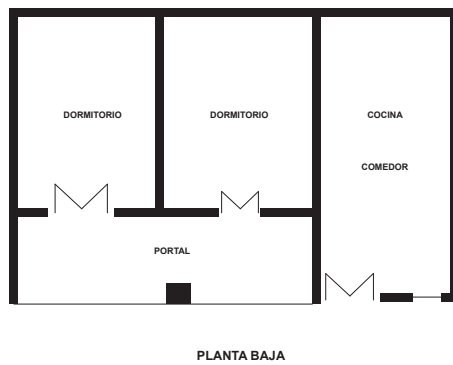 DORMITORIO
DORMITORIO
COCINA
COMEDOR
PORTAL
PLANTA BAJA